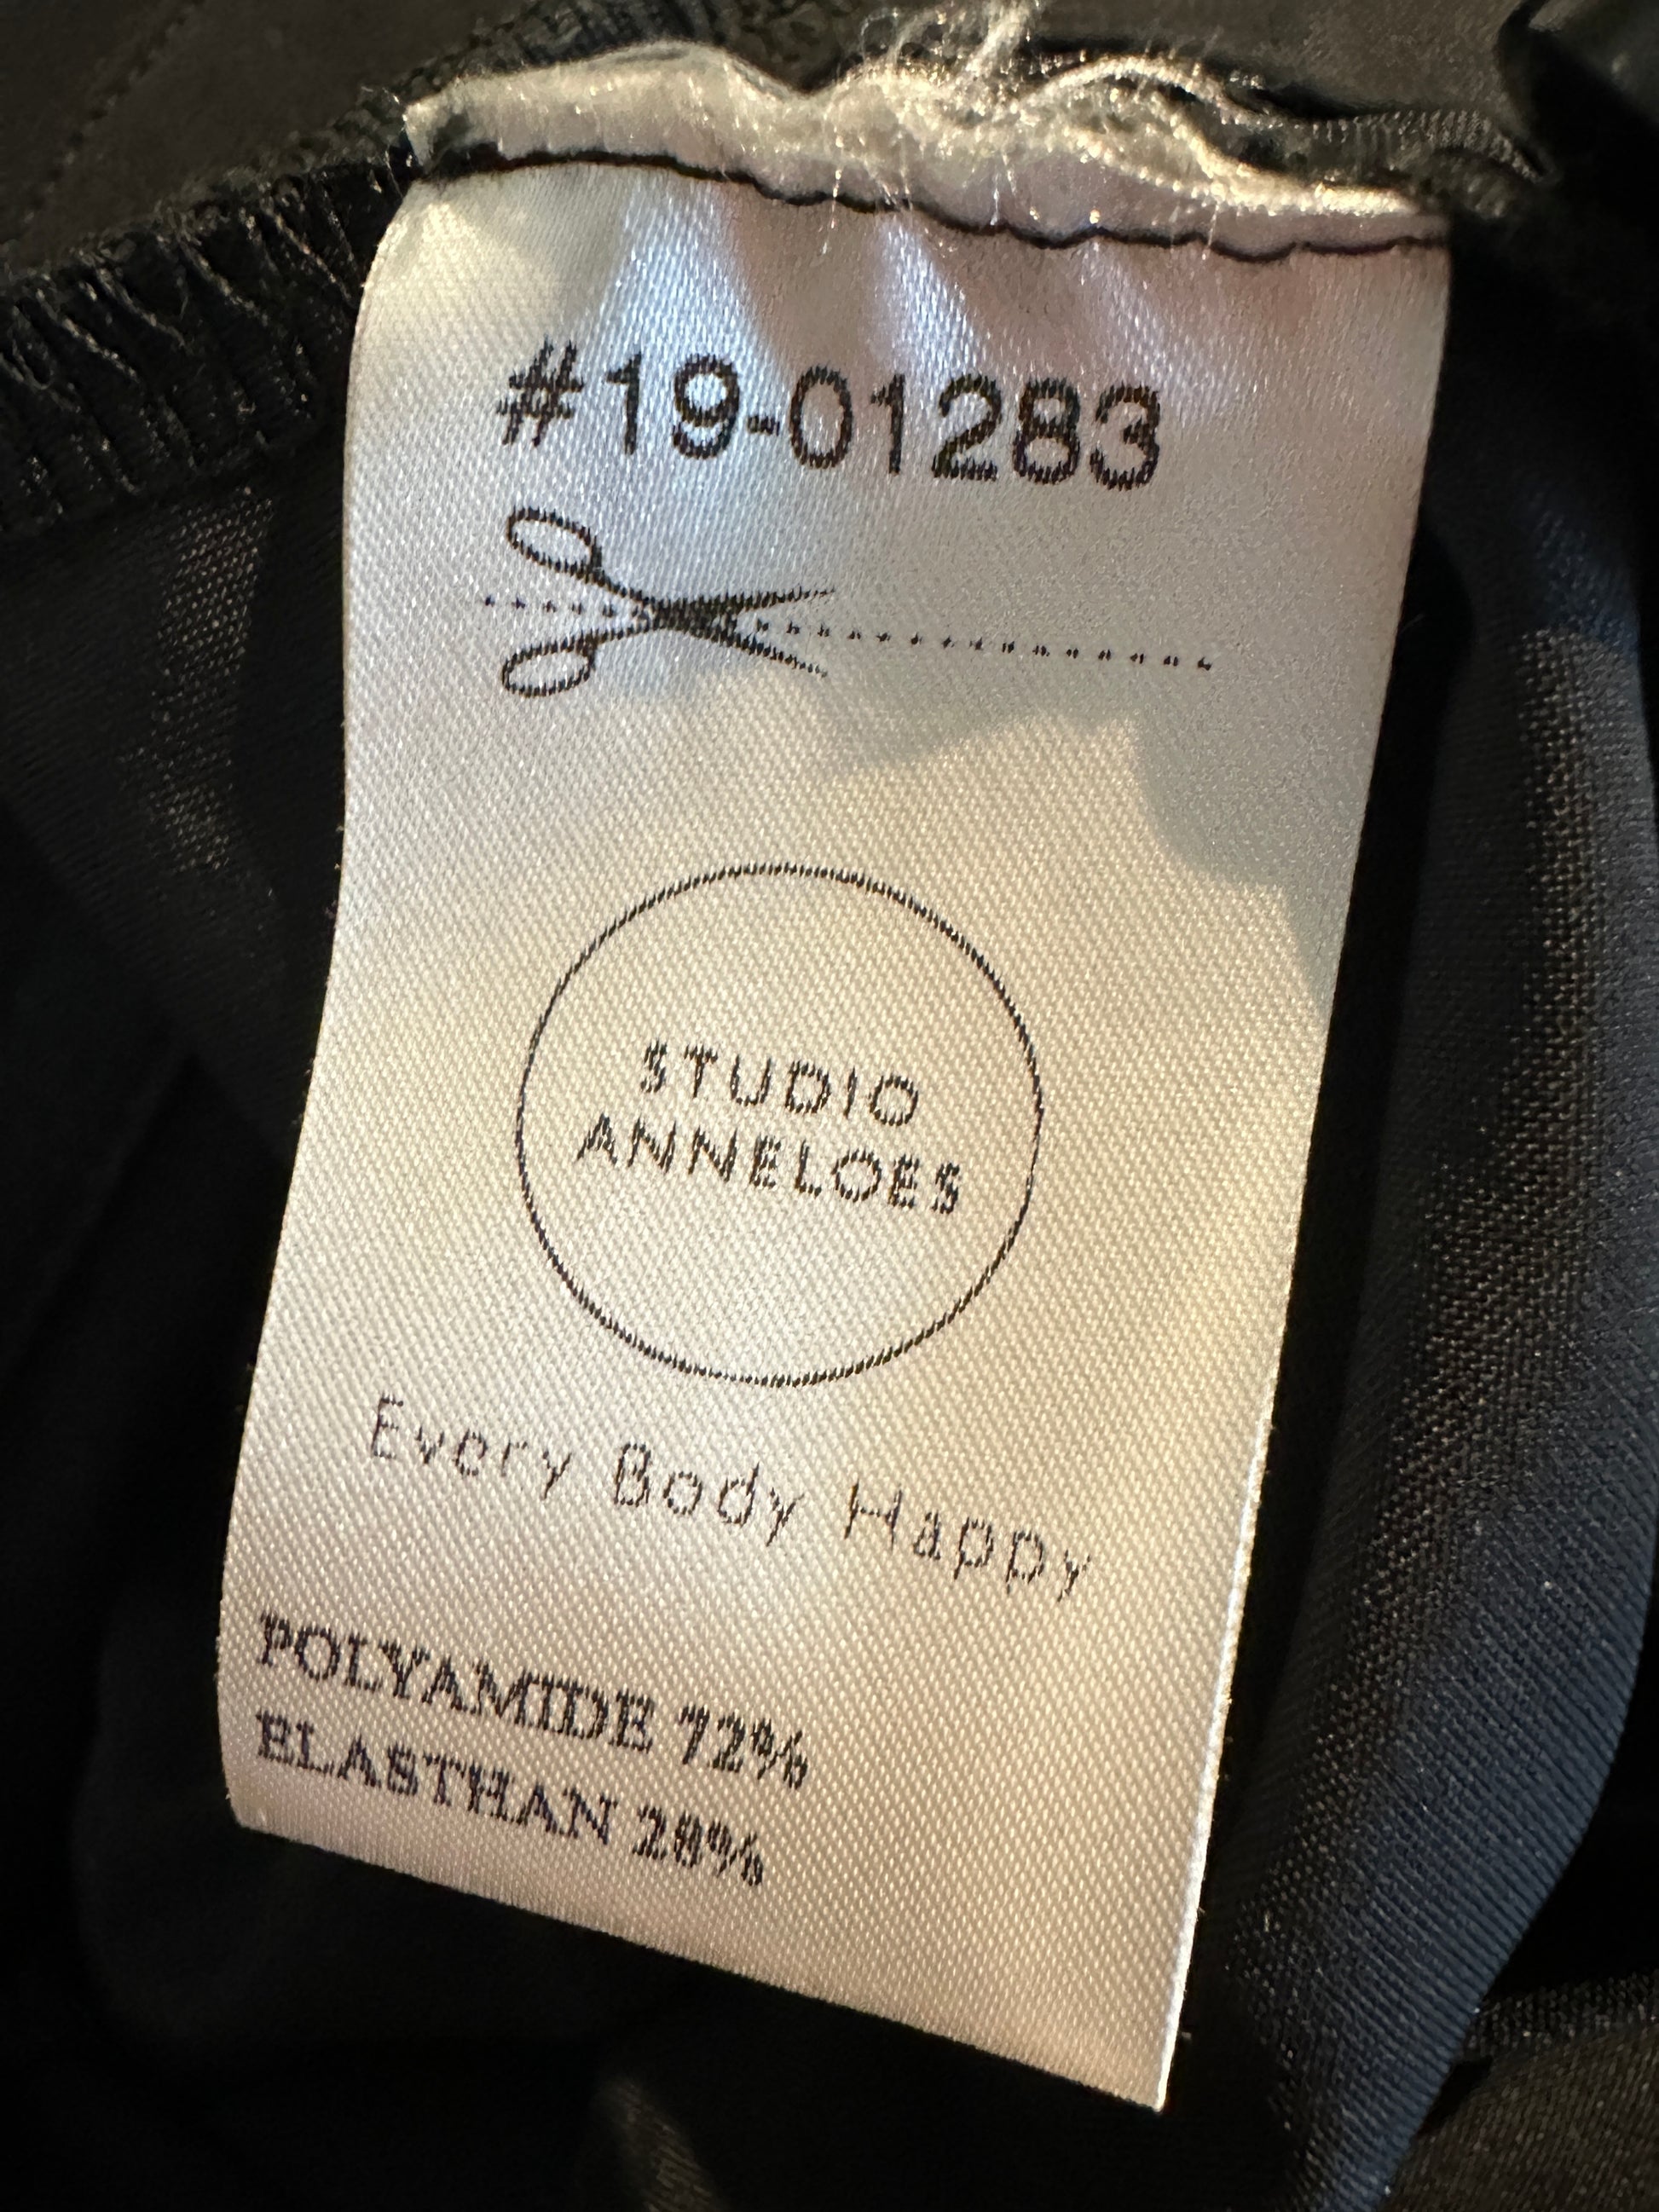 #19-01283
STUDIO
ANNELOES
Every Body Happy
POLYAMIDE 72%
ELASTHAN 28%